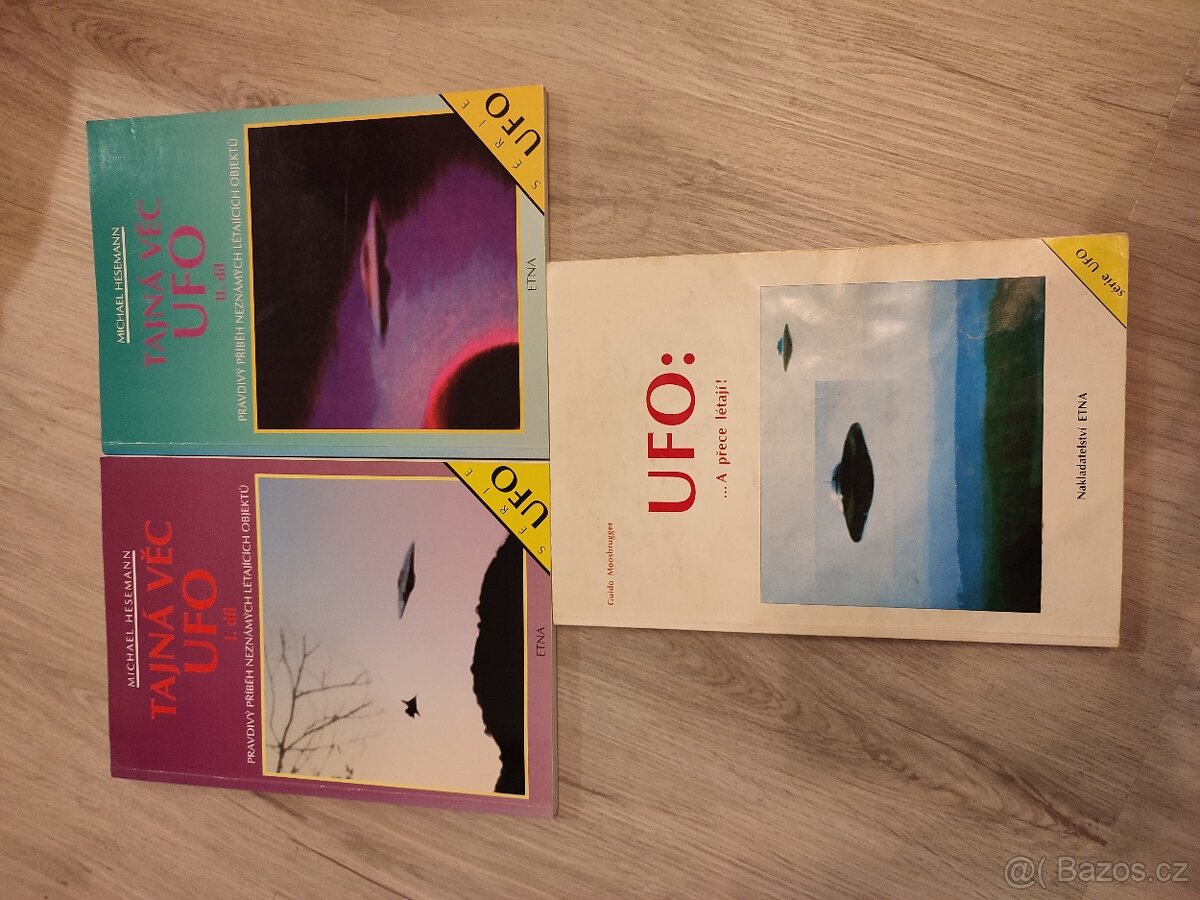 MICHAEL HESEMANN
TAJNÁ VĚC
UFO
I. díl
PRAVDIVÝ PŘÍBĚH NEZNÁMÝCH LÉTAJÍCÍCH OBJEKTŮ
SÉRIE
UFO
ETNA
MICHAEL HESEMANN
TAJNÁ VĚC
UFO
II. díl
PRAVDIVÝ PŘÍBĚH NEZNÁMÝCH LÉTAJÍCÍCH OBJEKTŮ
SÉRIE
UFO
ETNA
Guido Moosbrugger
UFO:
...A přece létají!
série UFO
Nakladatelství ETNA
@( Bazos.cz